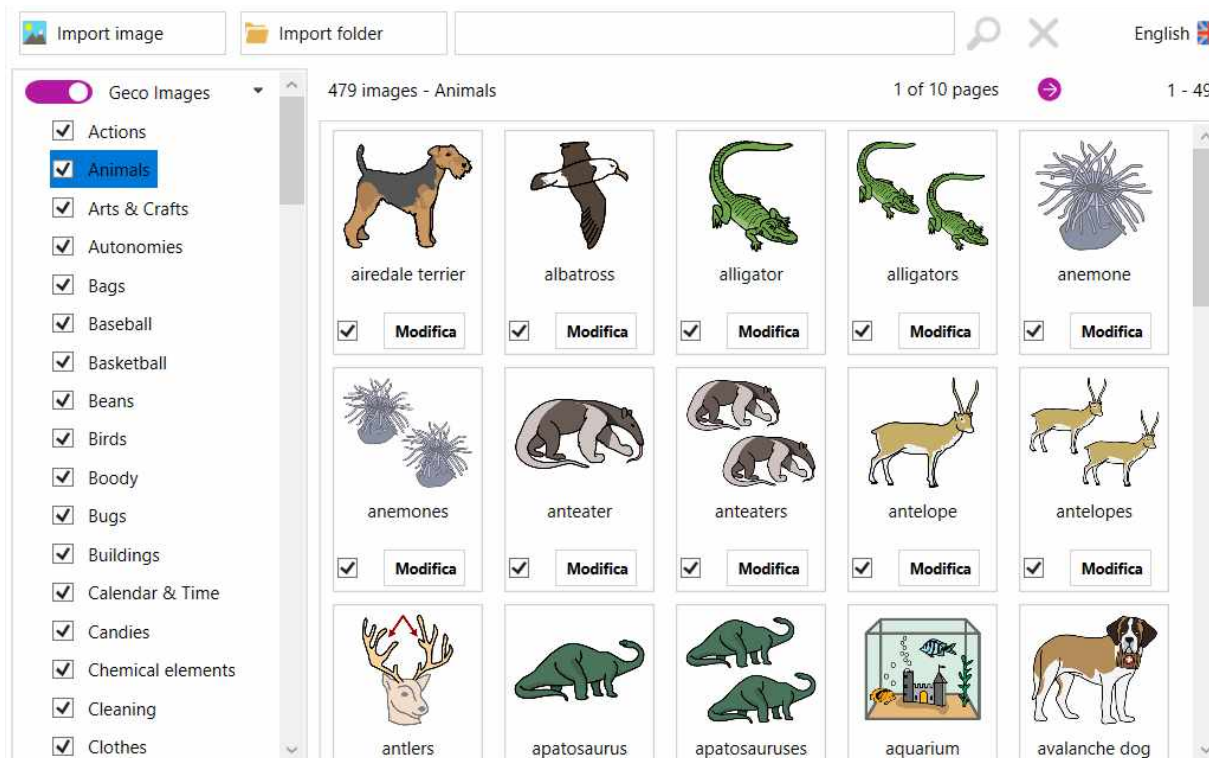 Import image
Import folder
English
Geco Images
Actions
Animals
Arts & Crafts
Autonomies
Bags
Baseball
Basketball
Beans
Birds
Boody
Bugs
Buildings
Calendar & Time
Candies
Chemical elements
Cleaning
Clothes
479 images - Animals
1 of 10 pages
1 - 49
airedale terrier
albatross
alligator
alligators
anemone
Modifica
Modifica
Modifica
Modifica
Modifica
anemones
anteater
anteaters
antelope
antelopes
Modifica
Modifica
Modifica
Modifica
Modifica
antlers
apatosaurus
apatosauruses
aquarium
avalanche dog